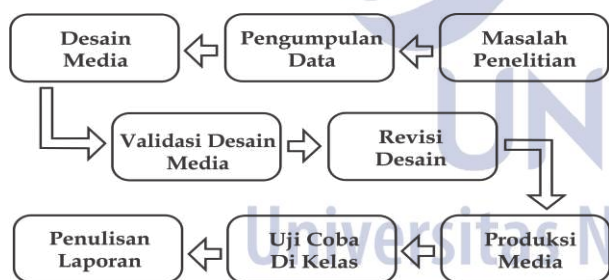 Desain
Media
Pengumpulan
Data
Masalah
Penelitian
Validasi Desain
Media
Revisi
Desain
Penulisan
Laporan
Uji Coba
Di Kelas
Produksi
Media
UN
Universitas N